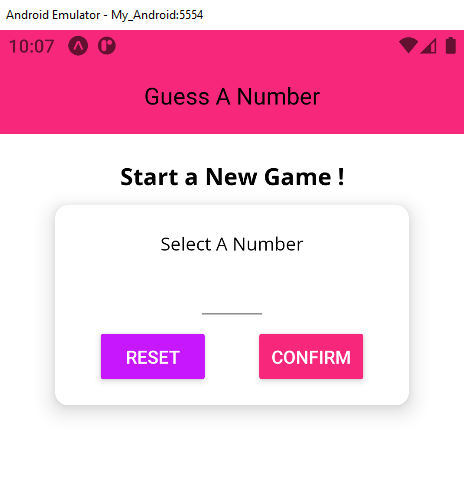 Android Emulator - My_Android:5554
10:07
Guess A Number
Start a New Game !
Select A Number
RESET CONFIRM